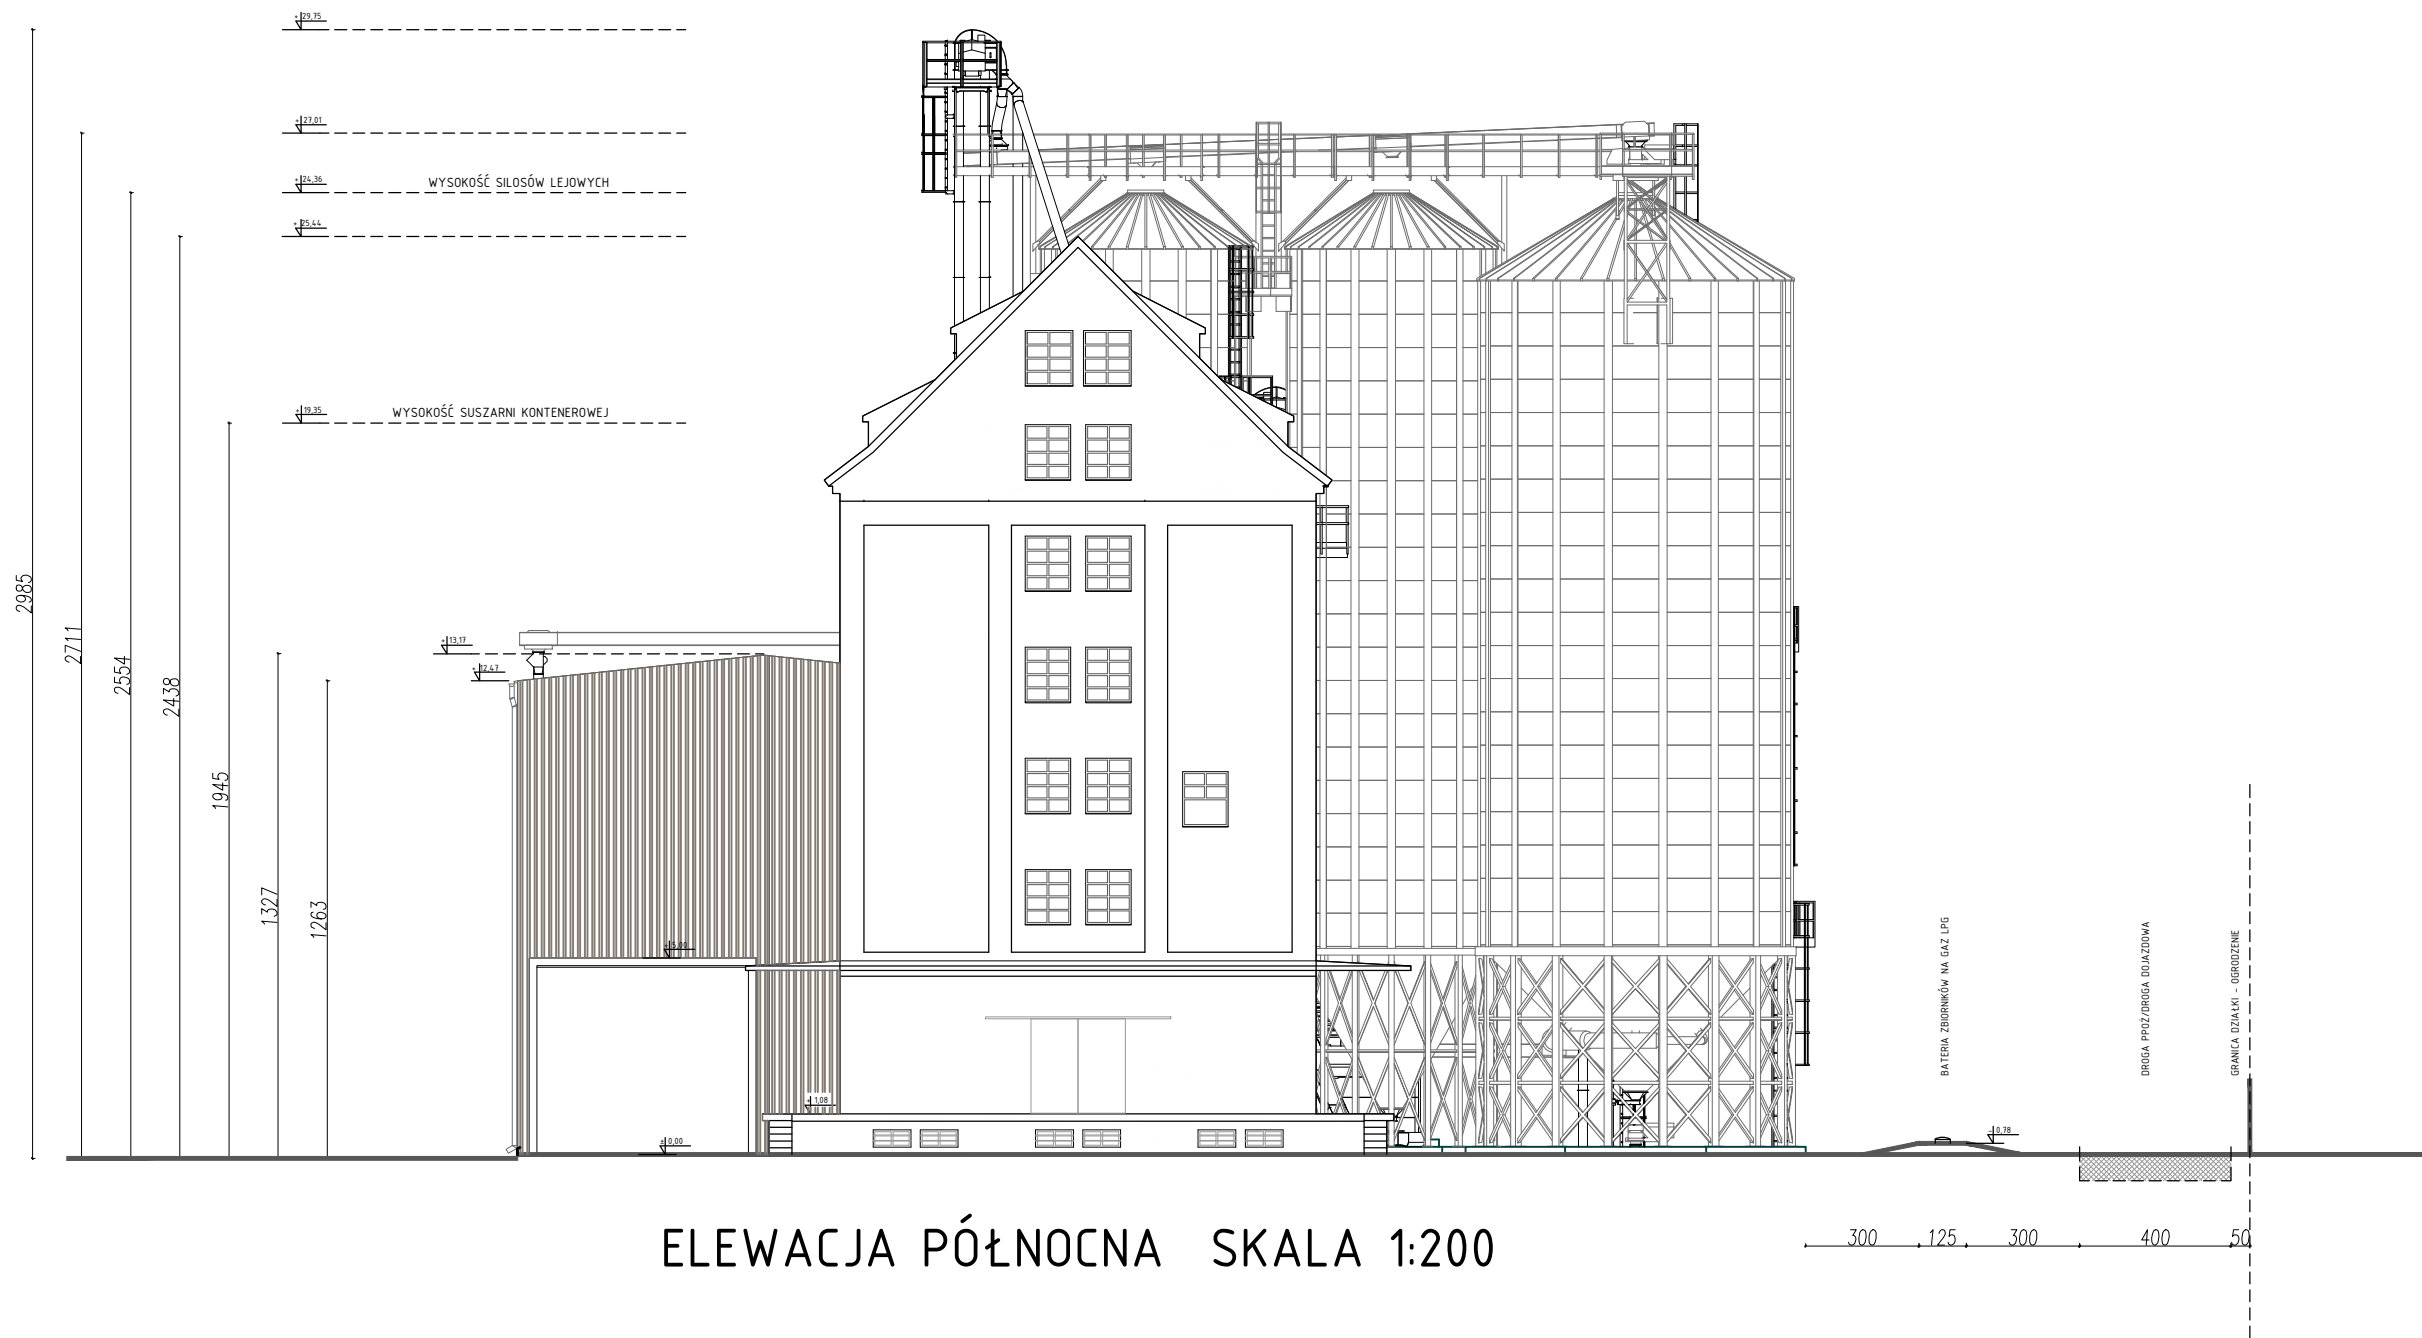 +29,75
+27,01
+24,36
WYSOKOŚĆ SILOSÓW LEJOWYCH
+25,44
+19,35
WYSOKOŚĆ SUSZARNI KONTENEROWEJ
2985
2711
2554
2438
1945
1327
1263
+13,17
+12,47
+5,00
+1,08
±0,00
BATERIA ZBIORNIKÓW NA GAZ LPG
DROGA PPOŻ/DROGA DOJAZDOWA
GRANICA DZIAŁKI - OGRODZENIE
0,78
ELEWACJA PÓŁNOCNA SKALA 1:200
300 125 300 400 50